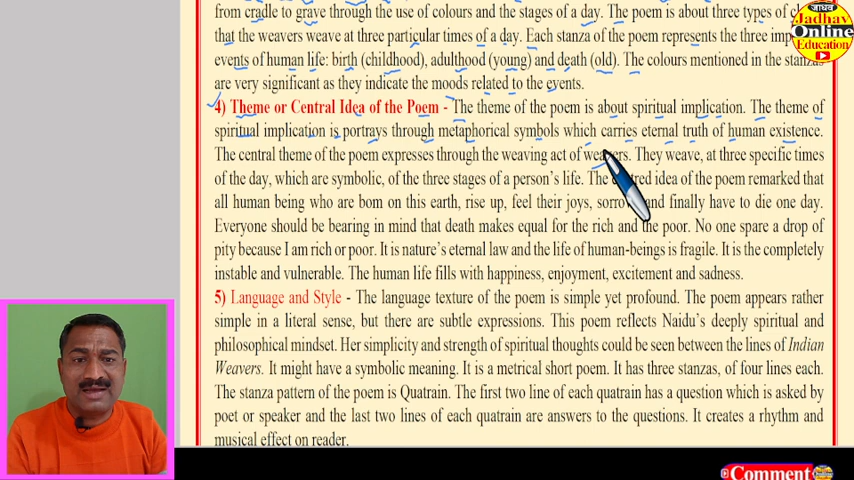 from cradle to grave through the use of colours and the stages of a day. The poem is about three types of
that the weavers weave at three particular times of a day. Each stanza of the poem represents the three
events of human life: birth (childhood), adulthood (young) and death (old). The colours mentioned in the stanzas
are very significant as they indicate the moods related to the events.
4) Theme or Central Idea of the Poem - The theme of the poem is about spiritual implication. The theme of
spiritual implication is portrays through metaphorical symbols which carries eternal truth of human existence.
The central theme of the poem expresses through the weaving act of weavers. They weave, at three specific times
of the day, which are symbolic, of the three stages of a person's life. The idea of the poem remarked that
all human being who are born on this earth, rise up, feel their joys, and finally have to die one day.
Everyone should be bearing in mind that death makes equal for the rich and the poor. No one spare a drop of
pity because I am rich or poor. It is nature's eternal law and the life of human-beings is fragile. It is the completely
instable and vulnerable. The human life fills with happiness, enjoyment, excitement and sadness.
5) Language and Style - The language texture of the poem is simple yet profound. The poem appears rather
simple in a literal sense, but there are subtle expressions. This poem reflects Naidu's deeply spiritual and
philosophical mindset. Her simplicity and strength of spiritual thoughts could be seen between the lines of Indian
Weavers. It might have a symbolic meaning. It is a metrical short poem. It has three stanzas, of four lines each.
The stanza pattern of the poem is Quatrain. The first two line of each quatrain has a question which is asked by
poet or speaker and the last two lines of each quatrain are answers to the questions. It creates a rhythm and
musical effect on reader.
जाधव
Jadhav
Online
Education
Comment